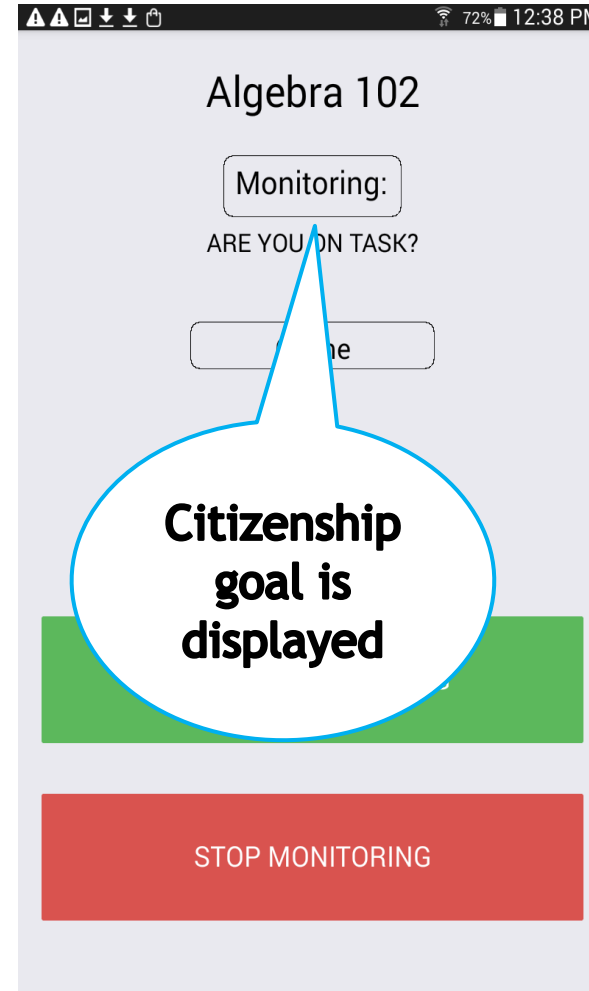 72% 12:38 PM
Algebra 102
Monitoring:
ARE YOU ON TASK?
Citizenship
goal is
displayed
STOP MONITORING